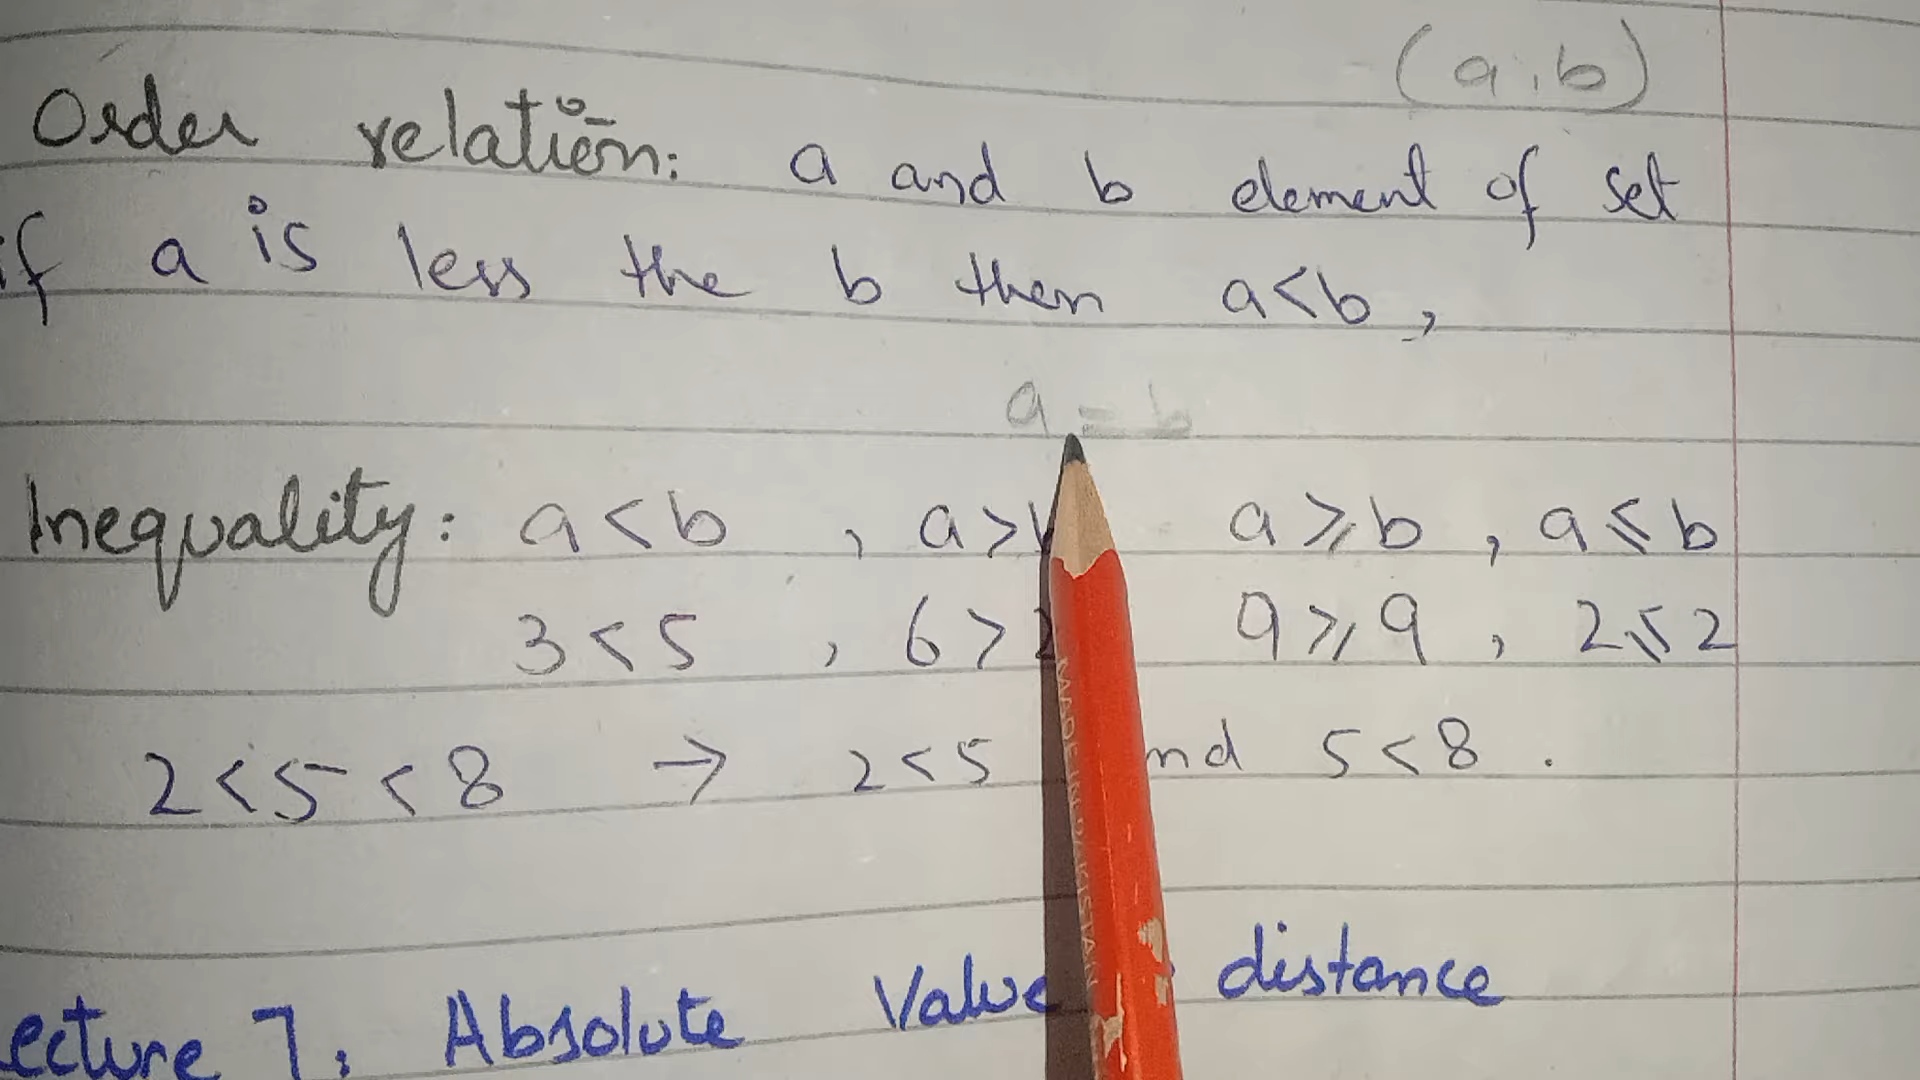 (a,b)
Order relation: a and b element of set
if a is less the b then a<b,
a = b
Inequality: a<b , a> a⩾b , a⩽b
3<5 , 6> 9⩾9 , 2⩽2
2<5<8 → 2<5 nd 5<8 .
ecture 7: Absolute Value distance
MADE IN PAKISTAN